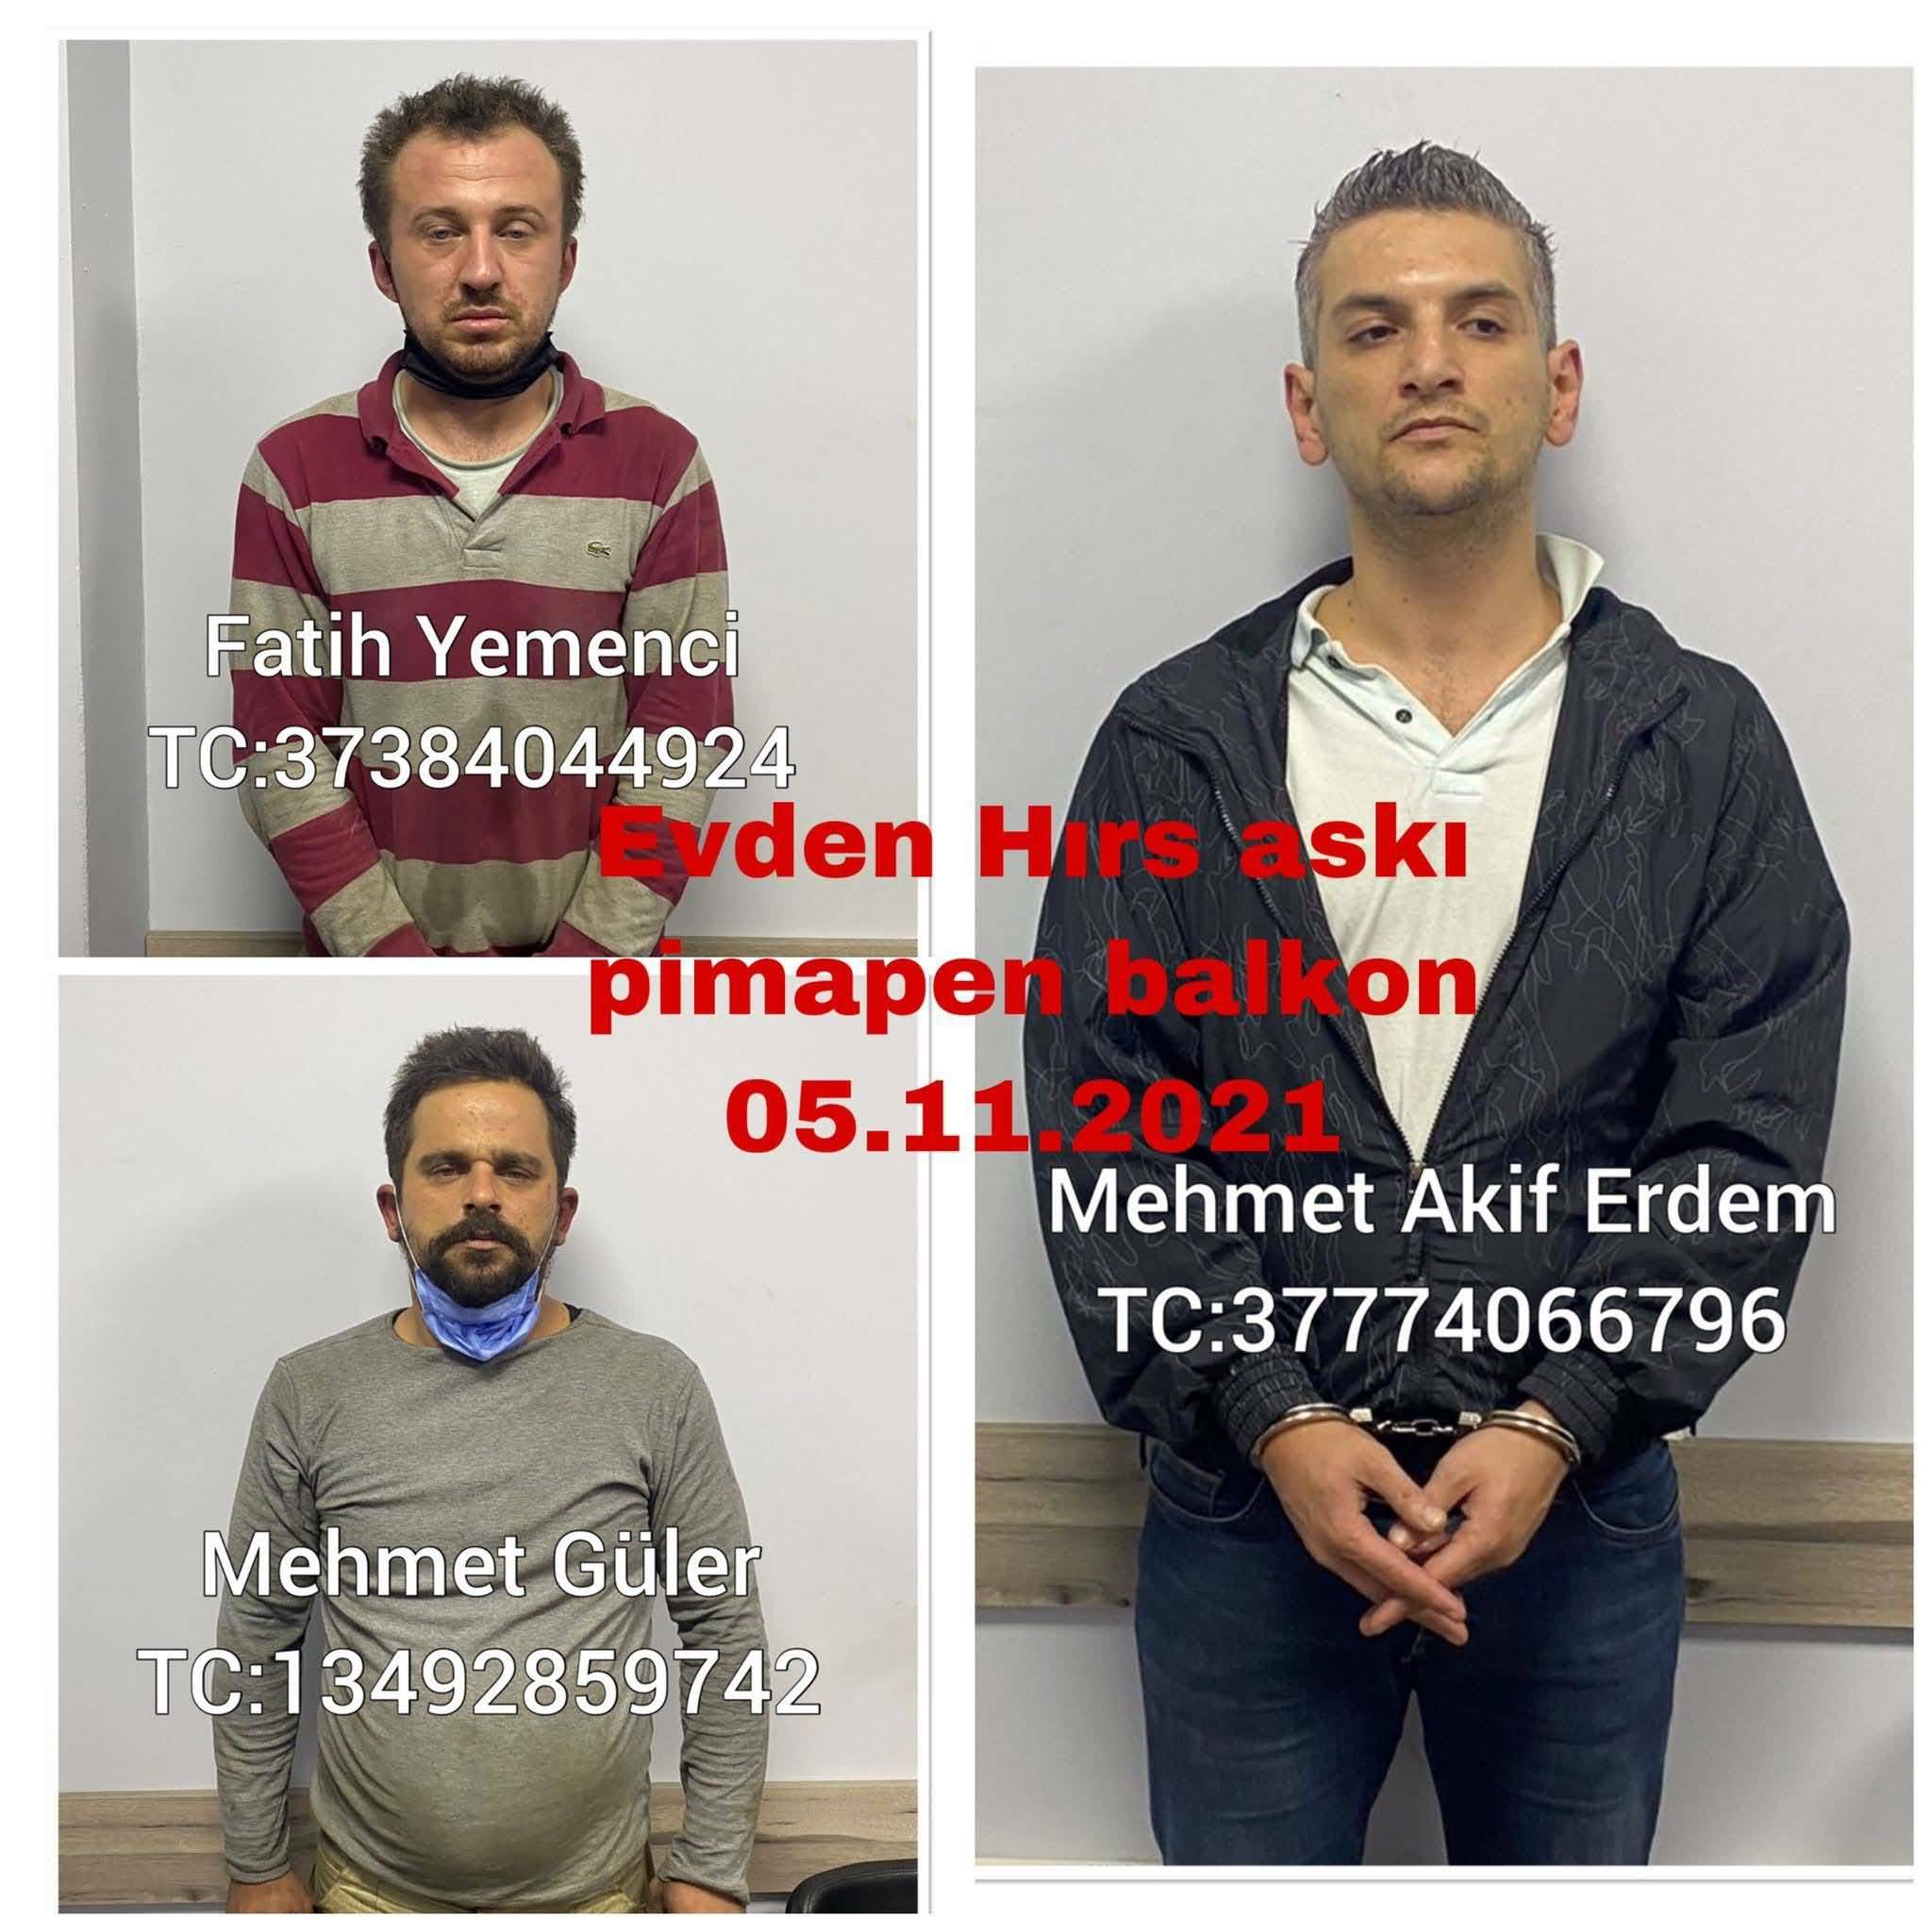 Fatih Yemenci
TC:37384044924
Evden Hırs askı
pimapen balkon
05.11.2021
Mehmet Akif Erdem
TC:37774066796
Mehmet Güler
TC:13492859742